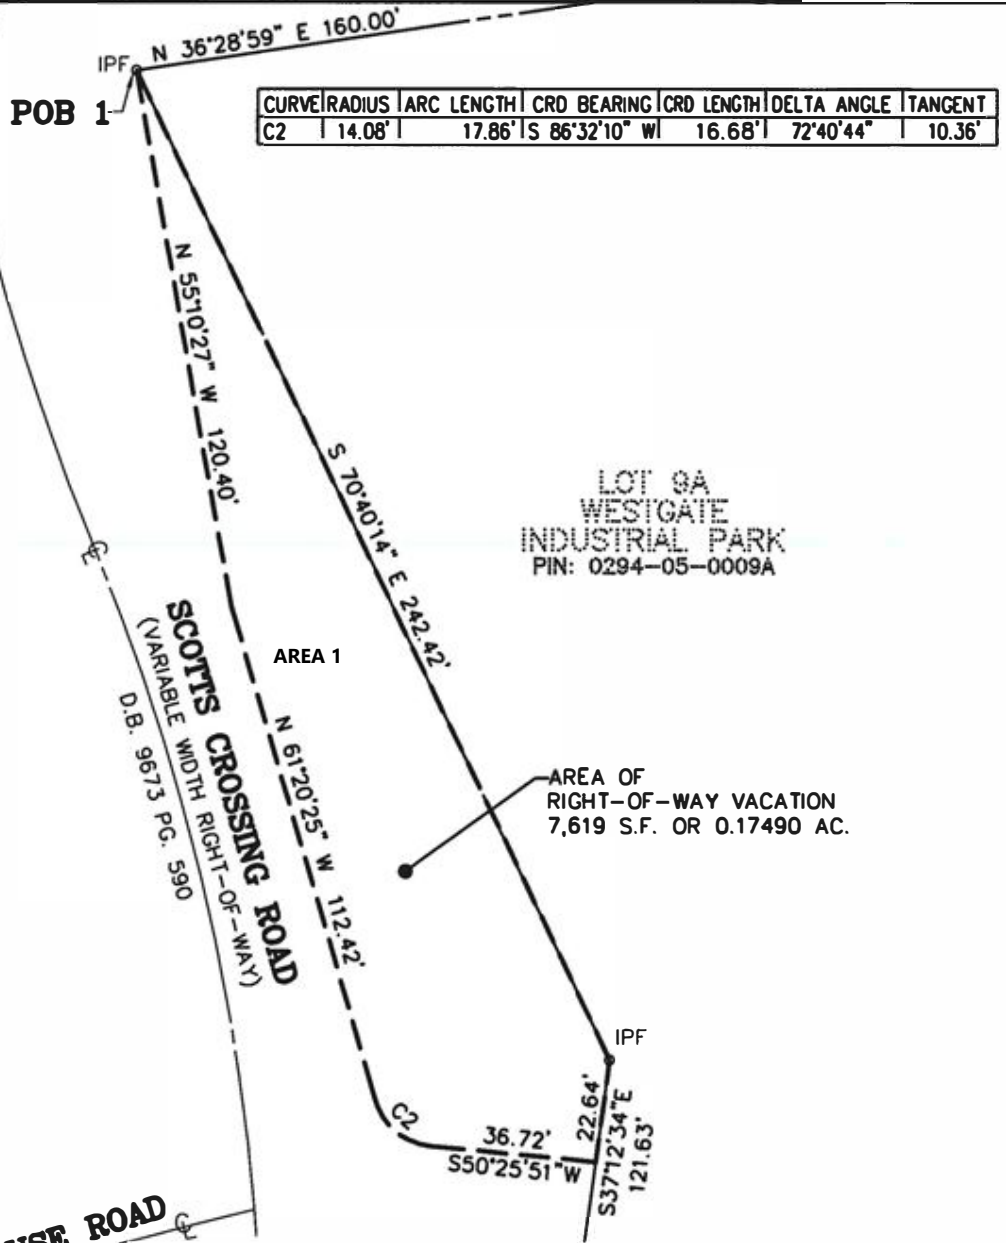 N 36°28'59" E 160.00'
IPF
POB 1
CURVE RADIUS ARC LENGTH CRD BEARING CRD LENGTH DELTA ANGLE TANGENT
C2 14.08' 17.86' S 86°32'10" W 16.68' 72°40'44" 10.36'
N 55°10'27" W 120.40'
S 70°40'14" E 242.42'
LOT 9A
WESTGATE
INDUSTRIAL PARK
PIN: 0294-05-0009A
SCOTTS CROSSING ROAD
(VARIABLE WIDTH RIGHT-OF-WAY)
D.B. 9673 PG. 590
AREA 1
N 61°20'25" W 112.42'
AREA OF
RIGHT-OF-WAY VACATION
7,619 S.F. OR 0.17490 AC.
IPF
C2
36.72'
S50°25'51"W
22.64'
S37°12'34"E
121.63'
ROAD